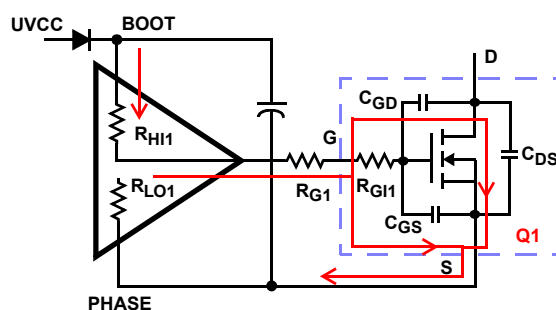 UVCC
BOOT
D
CGD
RHI1
G
CDS
RLO1
RG1
RGI1
CGS
Q1
S
PHASE